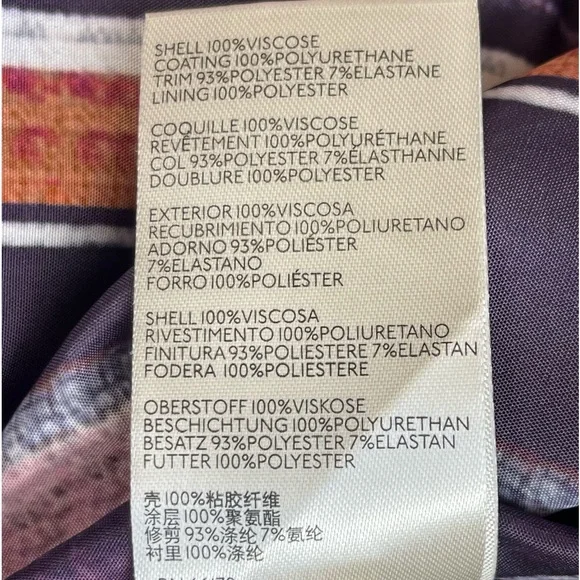 SHELL 100%VISCOSE
COATING 100%POLYURETHANE
TRIM 93%POLYESTER 7%ELASTANE
LINING 100%POLYESTER
COQUILLE 100%VISCOSE
REVÊTEMENT 100%POLYURÉTHANE
COL 93%POLYESTER 7%ÉLASTHANNE
DOUBLURE 100%POLYESTER
EXTERIOR 100%VISCOSA
RECUBRIMIENTO 100%POLIURETANO
ADORNO 93%POLIÉSTER
7%ELASTANO
FORRO 100%POLIÉSTER
SHELL 100%VISCOSA
RIVESTIMENTO 100%POLIURETANO
FINITURA 93%POLIESTERE 7%ELASTAN
FODERA 100%POLIESTERE
OBERSTOFF 100%VISKOSE
BESCHICHTUNG 100%POLYURETHAN
BESATZ 93%POLYESTER 7%ELASTAN
FUTTER 100%POLYESTER
壳 100%粘胶纤维
涂层 100%聚氨酯
修剪 93%涤纶 7%氨纶
衬里 100%涤纶